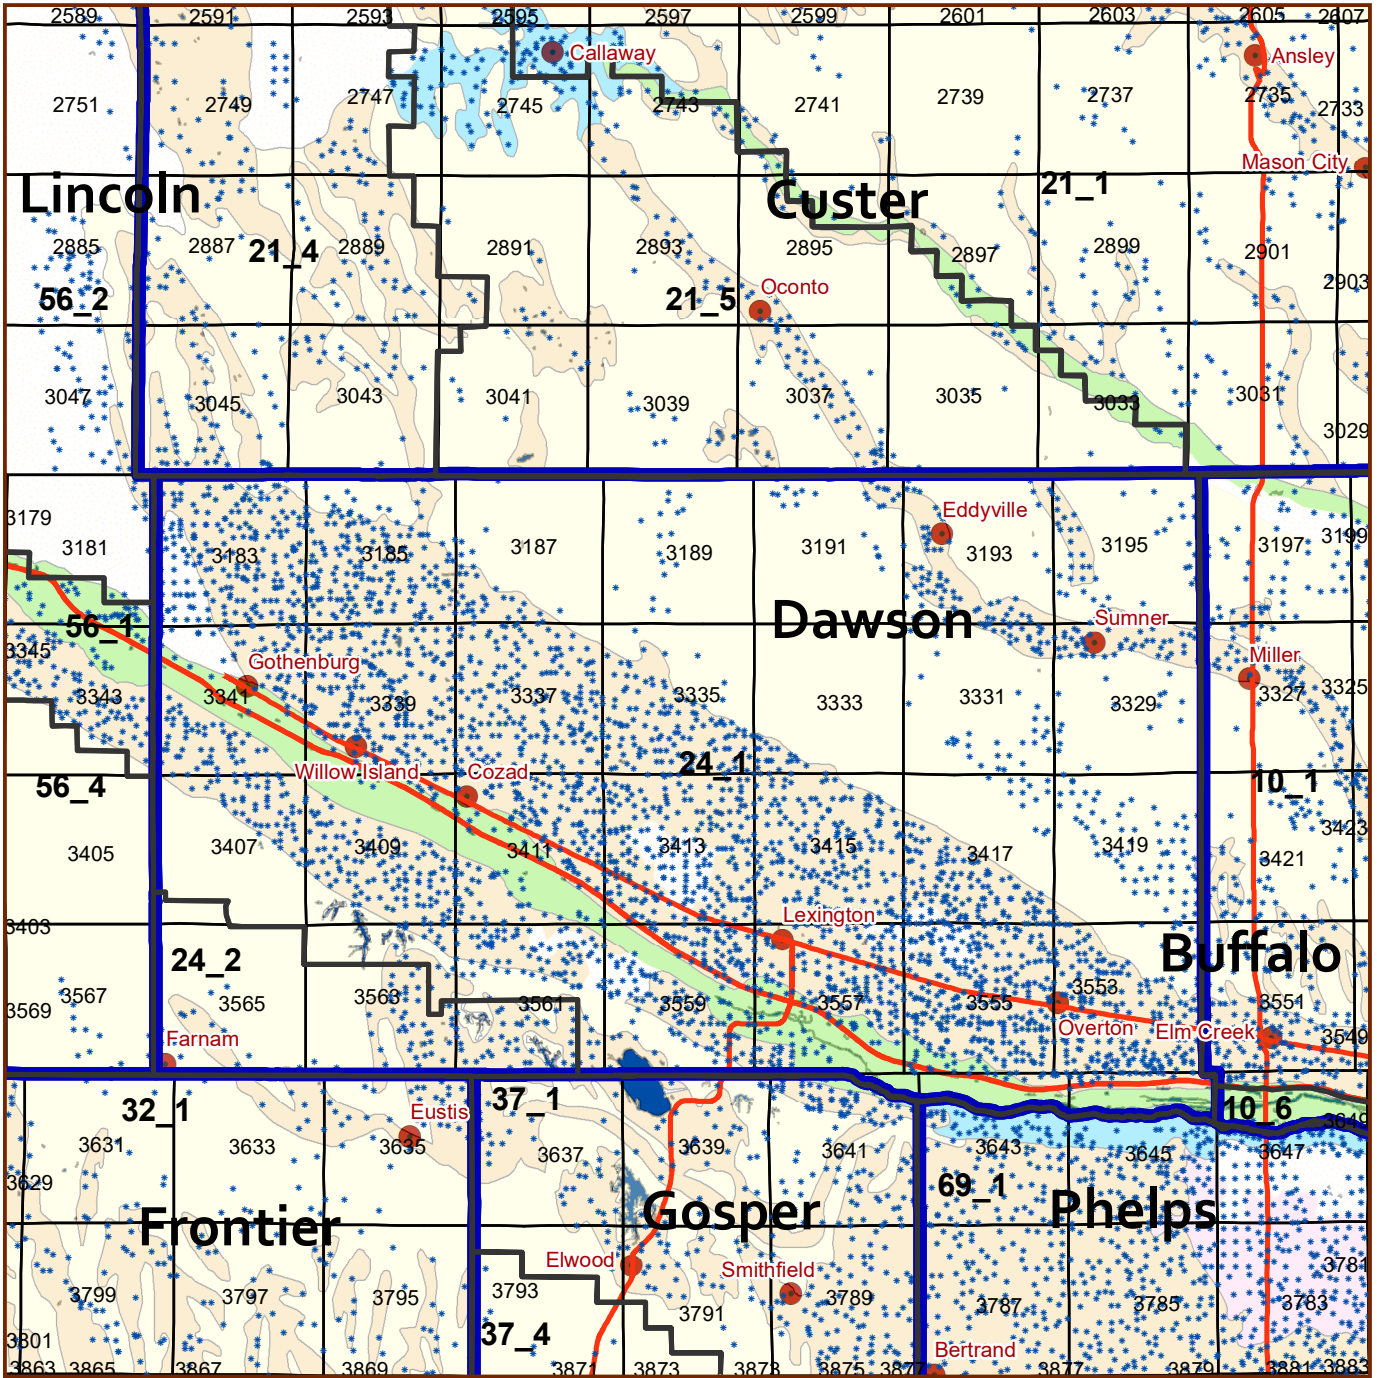 2589 2591 2593 2595 2597 2599 2601 2603 2605 2607
Callaway Ansley
2751 2749 2747 2745 2743 2741 2739 2737 2735 2733
Mason City
Lincoln Custer 21_1
2885 2887 21_4 2889 2891 2893 2895 2897 2899 2901
2903
56_2 21_5 Oconto
3047 3045 3043 3041 3039 3037 3035 3033 3031
3029
Eddyville
3179
3181 3183 3185 3187 3189 3191 3193 3195 3197 3199
56_1 Dawson Sumner
3345 Gothenburg Miller
3343 3341 3339 3337 3335 3333 3331 3329 3327 3325
Willow Island Cozad 24_1
56_4 10_1
3423
3405 3407 3409 3411 3413 3415 3417 3419 3421
Lexington
3403
24_2 Buffalo
3567 3565 3563 3561 3559 3557 3555 3553 3551
3569
Farnam Overton Elm Creek 3549
32_1 Eustis 37_1 10_6
3649
3631 3633 3635 3637 3639 3641 3643 3645 3647
3629
69_1
Frontier Gosper Phelps
Elwood Smithfield
3781
3799 3797 3795 3793 3791 3789 3787 3785 3783
37_4
3801 Bertrand
3863 3865 3867 3869 3871 3873 3873 3875 3877 3877 3879 3881 3883